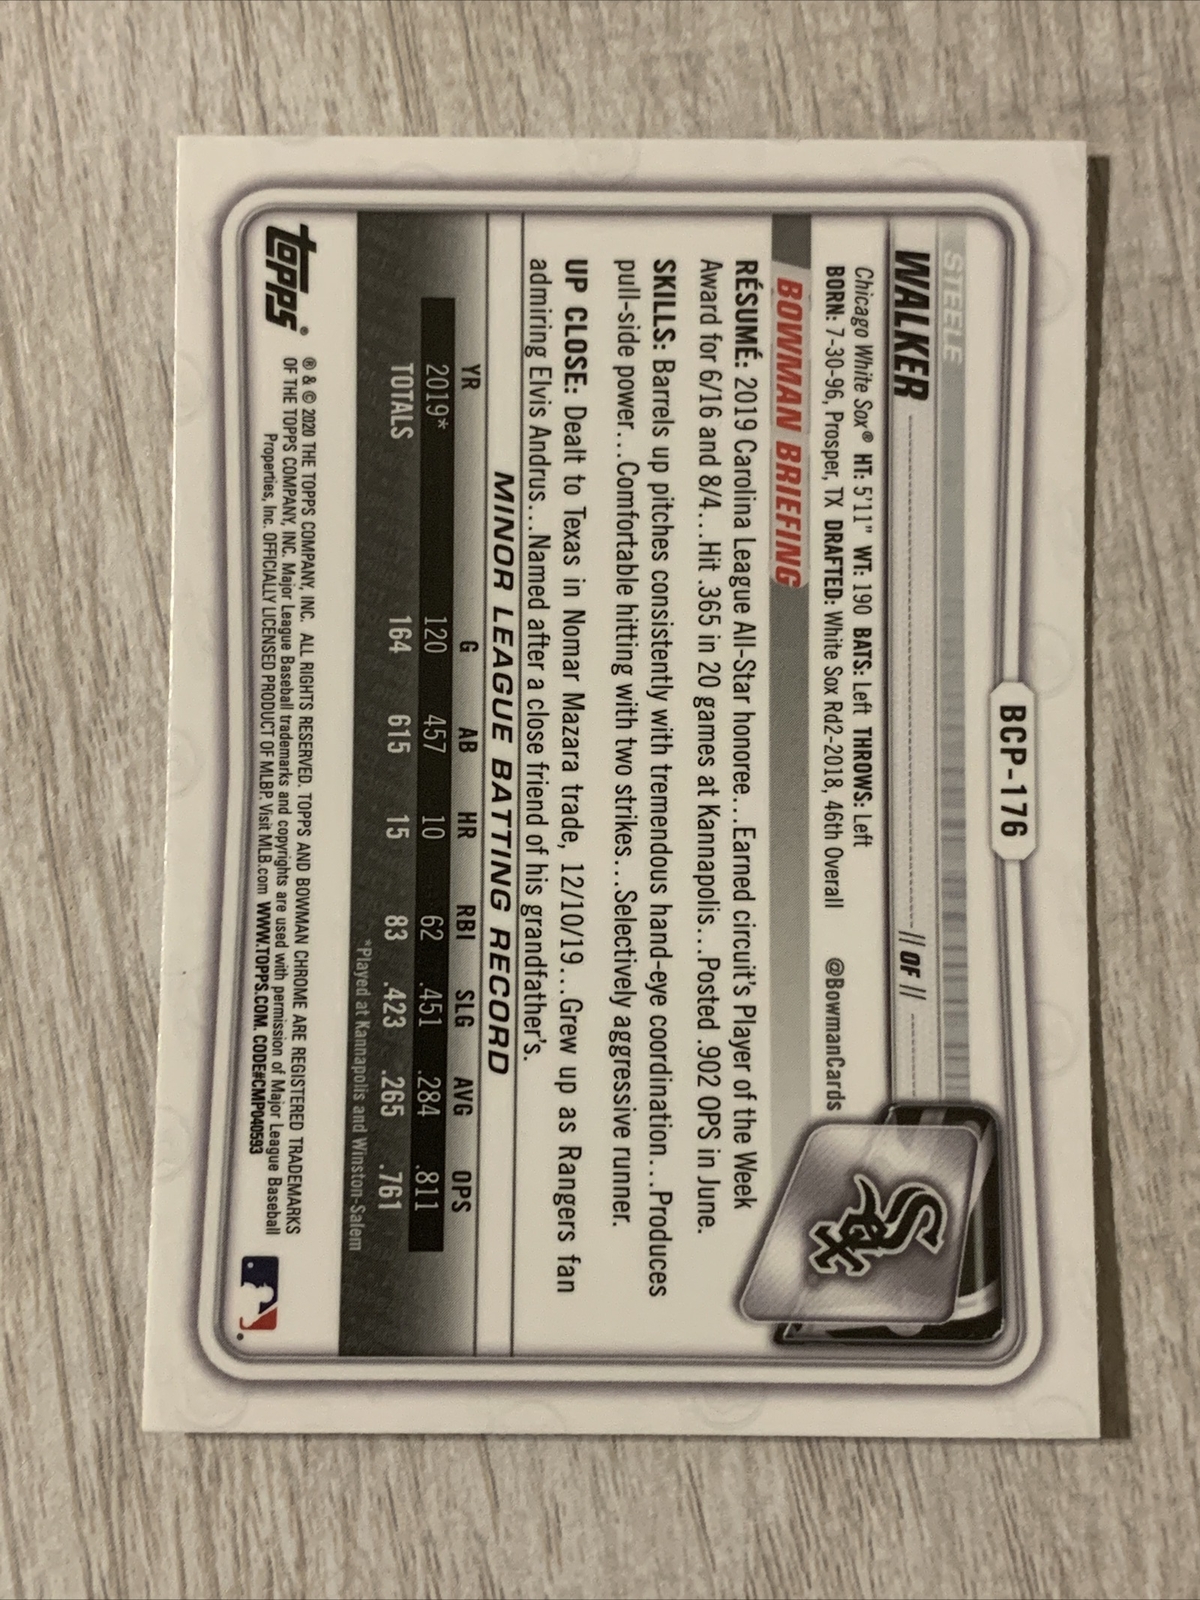 BCP-176
STEELE
WALKER // OF //
Chicago White Sox® HT: 5'11" WT: 190 BATS: Left THROWS: Left
BORN: 7-30-96, Prosper, TX DRAFTED: White Sox Rd2-2018, 46th Overall @BowmanCards
Sox
BOWMAN BRIEFING
RÉSUMÉ: 2019 Carolina League All-Star honoree...Earned circuit's Player of the Week
Award for 6/16 and 8/4...Hit .365 in 20 games at Kannapolis...Posted .902 OPS in June.
SKILLS: Barrels up pitches consistently with tremendous hand-eye coordination...Produces
pull-side power...Comfortable hitting with two strikes...Selectively aggressive runner.
UP CLOSE: Dealt to Texas in Nomar Mazara trade, 12/10/19...Grew up as Rangers fan
admiring Elvis Andrus...Named after a close friend of his grandfather's.
MINOR LEAGUE BATTING RECORD
YR G AB HR RBI SLG AVG OPS
2019* 120 457 10 62 .451 .284 .811
TOTALS 164 615 15 83 .423 .265 .761
*Played at Kannapolis and Winston-Salem
topps®
® & © 2020 THE TOPPS COMPANY, INC. ALL RIGHTS RESERVED. TOPPS AND BOWMAN CHROME ARE REGISTERED TRADEMARKS
OF THE TOPPS COMPANY, INC. Major League Baseball trademarks and copyrights are used with permission of Major League Baseball
Properties, Inc. OFFICIALLY LICENSED PRODUCT OF MLBP. Visit MLB.com WWW.TOPPS.COM. CODE#CMP040593